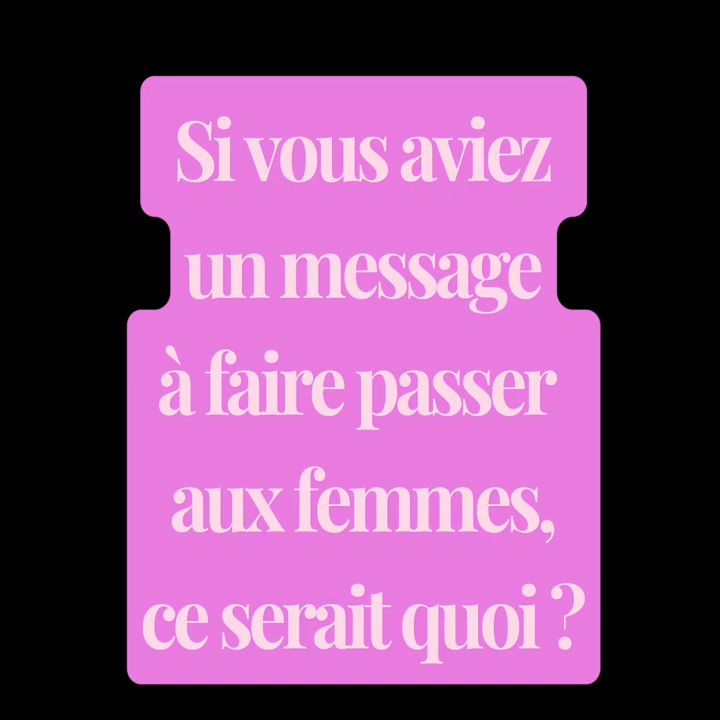 Si vous aviez
un message
à faire passer
aux femmes,
ce serait quoi ?